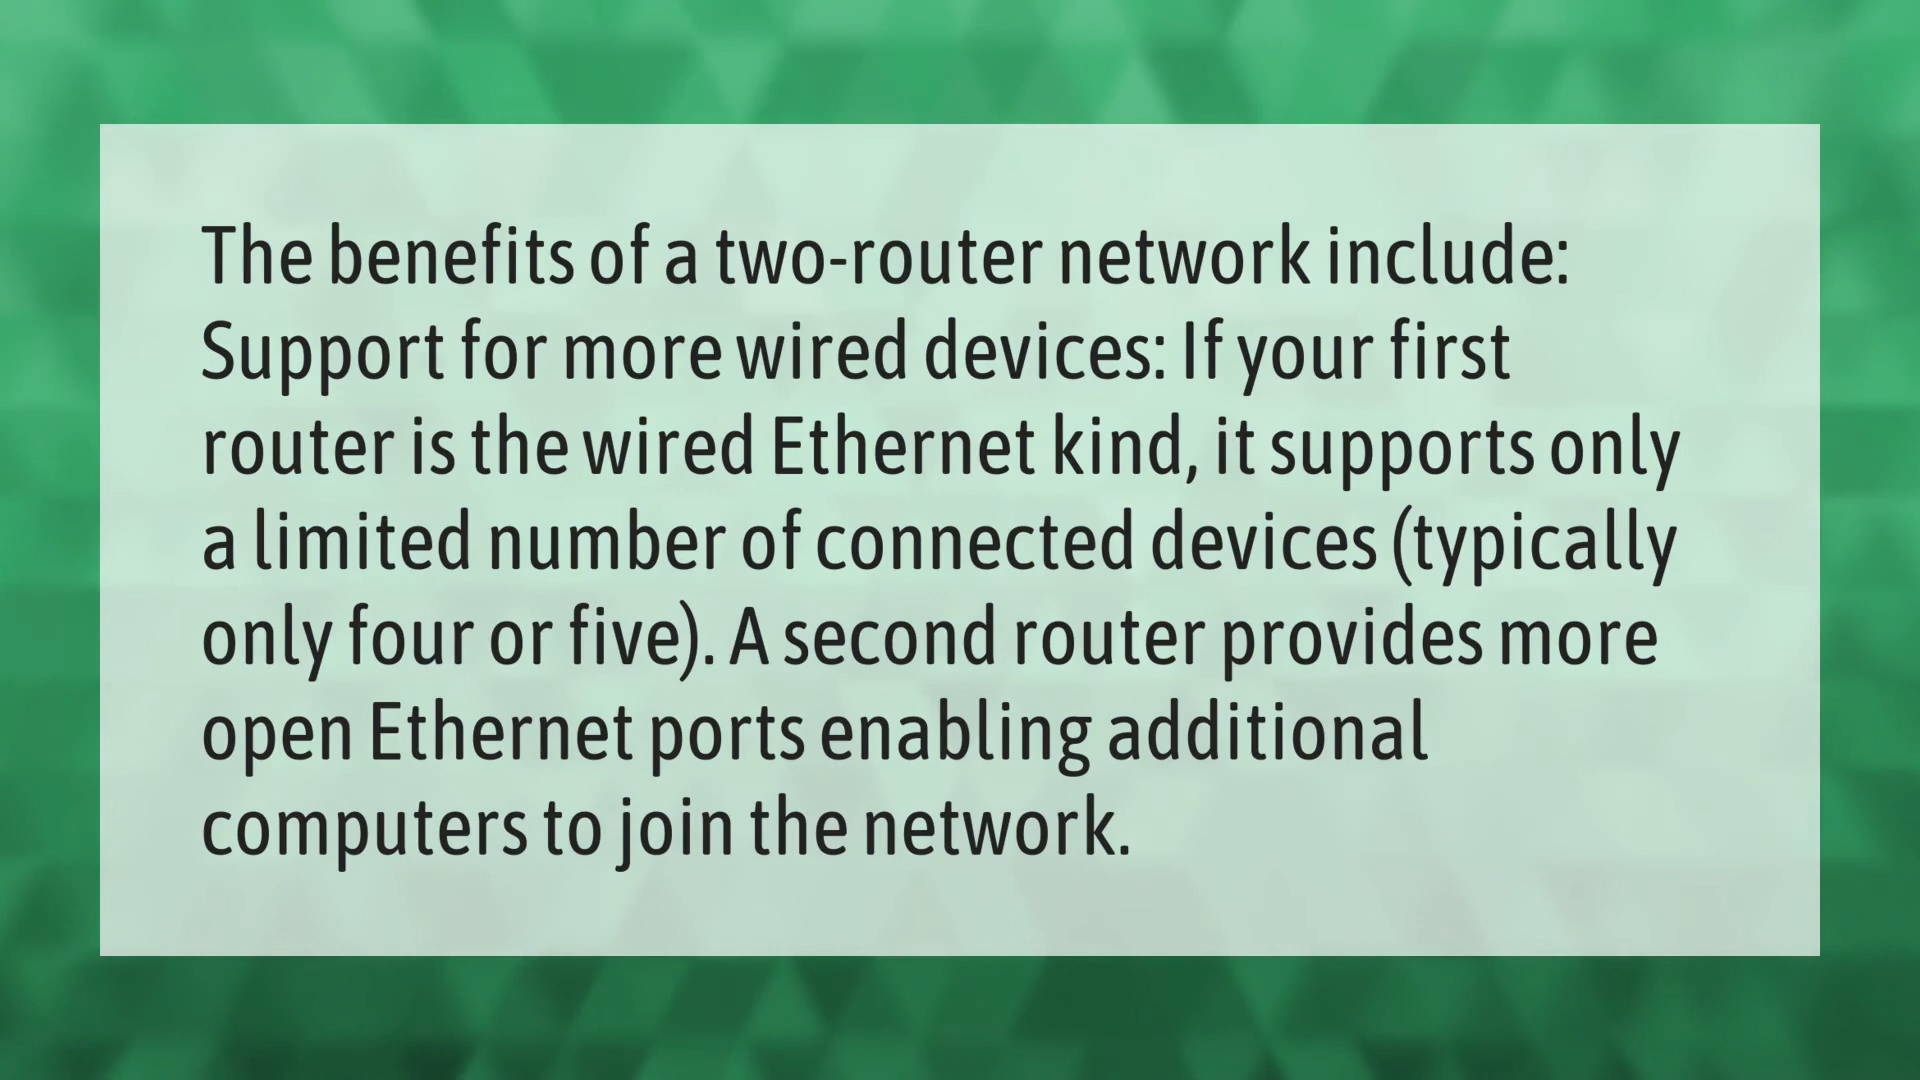 The benefits of a two-router network include:
Support for more wired devices: If your first
router is the wired Ethernet kind, it supports only
a limited number of connected devices (typically
only four or five). A second router provides more
open Ethernet ports enabling additional
computers to join the network.